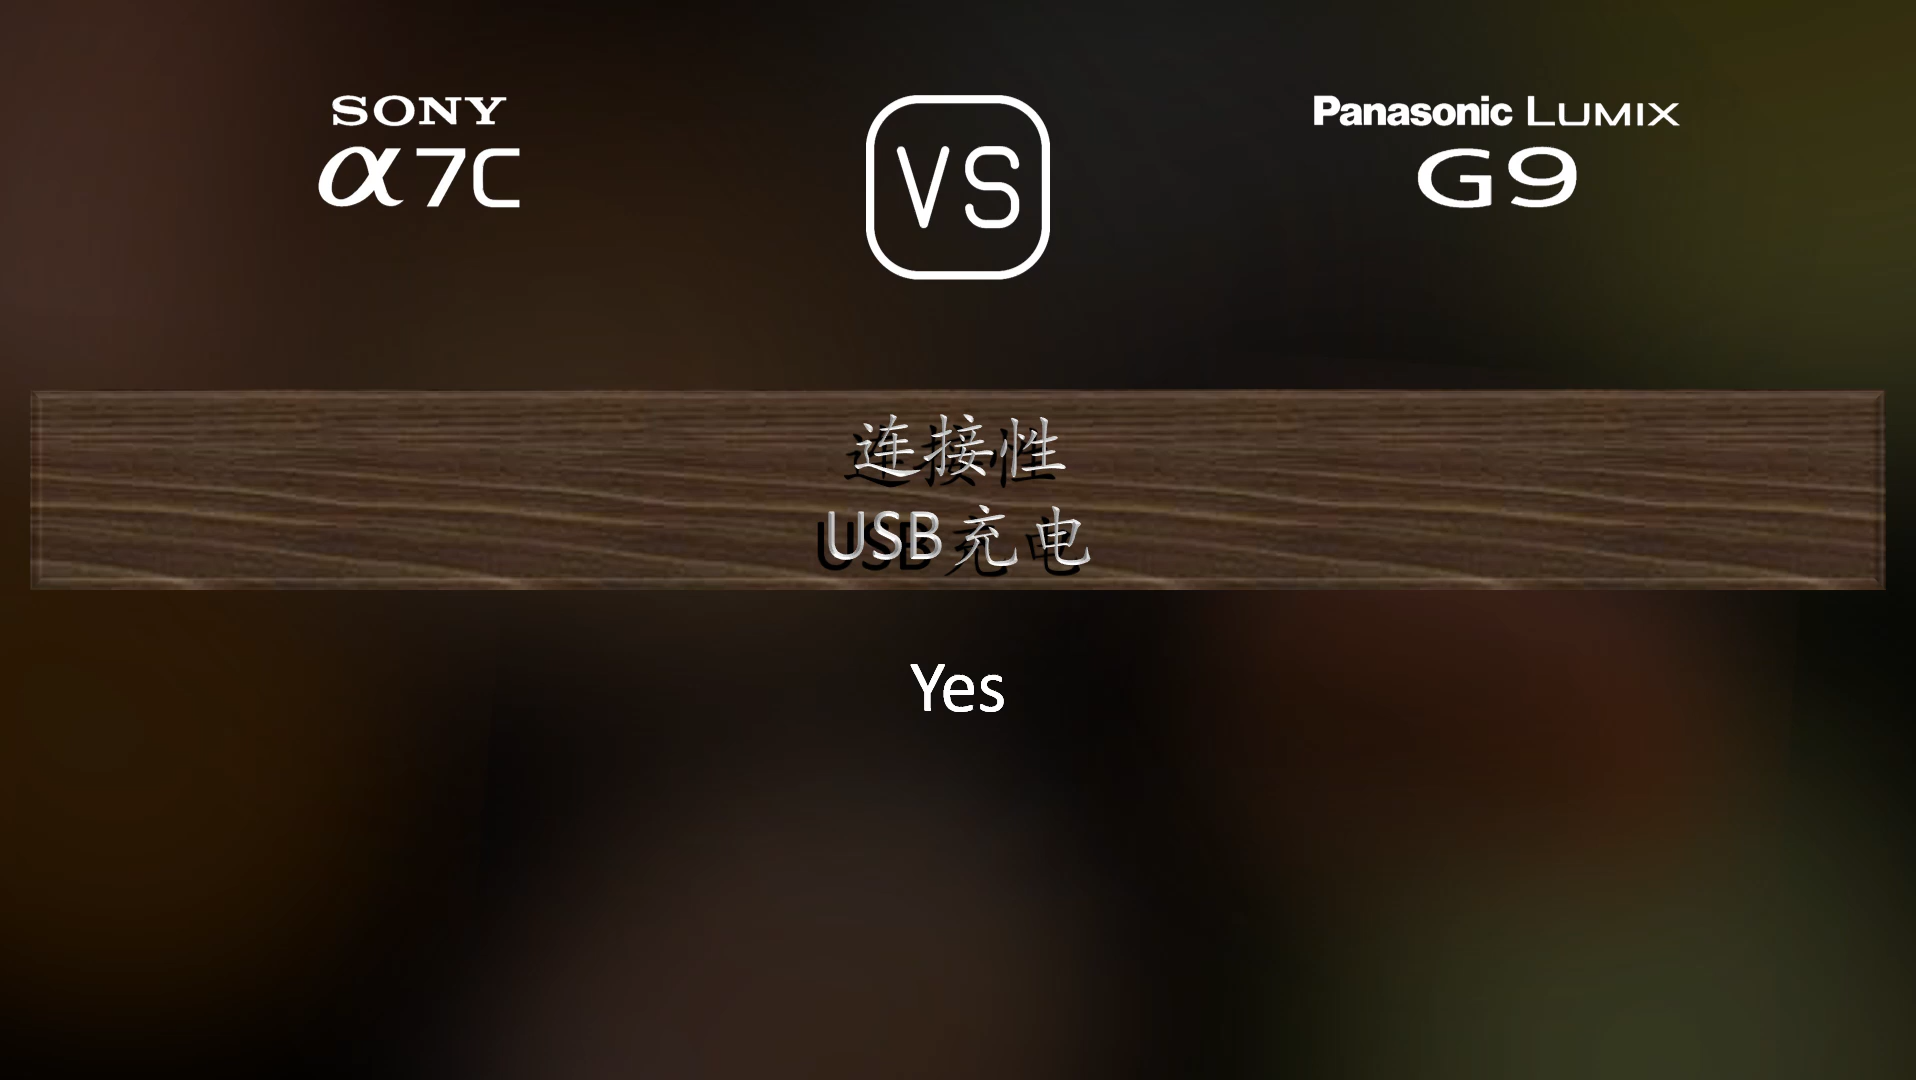 SONY
α7C
VS
Panasonic LUMIX
G9
连接性
USB充电
Yes